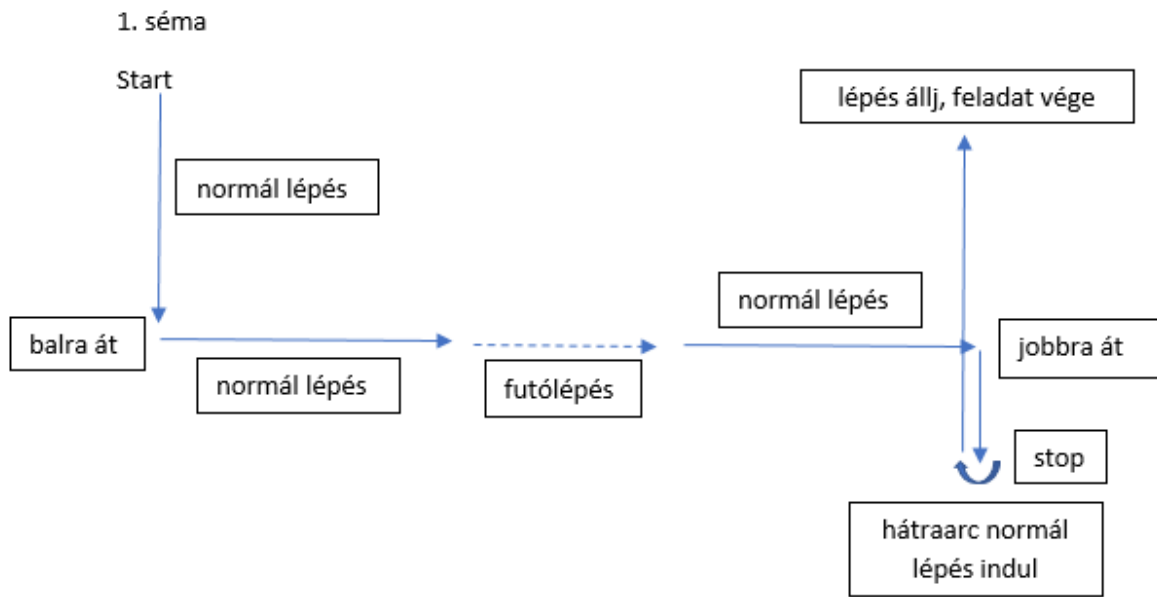 1. séma
Start
lépés állj, feladat vége
normál lépés
normál lépés
balra át
jobbra át
normál lépés
futólépés
stop
hátraarc normál
lépés indul